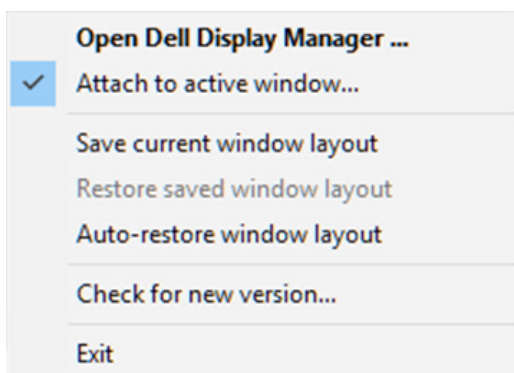 Open Dell Display Manager ...
Attach to active window...
Save current window layout
Restore saved window layout
Auto-restore window layout
Check for new version...
Exit